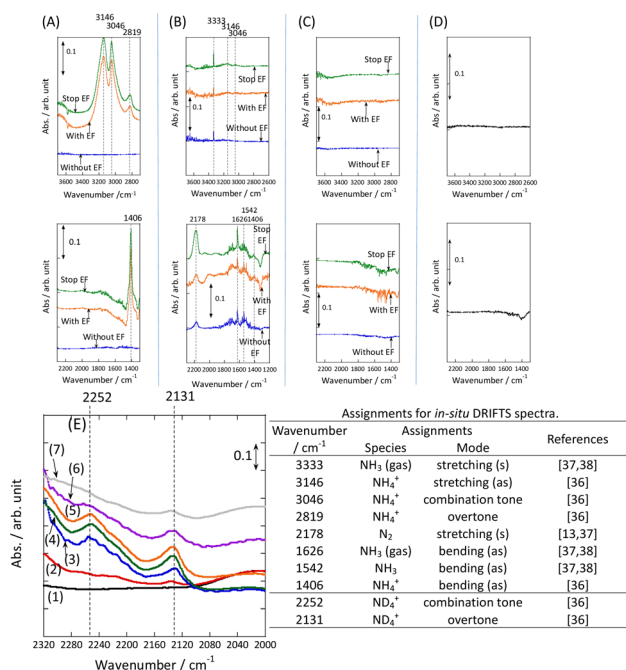 (A)
3146
3046
2819
0.1
Abs / arb. unit
Stop EF
With EF
Without EF
3600 3200 2800
Wavenumber / cm-1
(B)
3333
3146
3046
Stop EF
With EF
0.1
Without EF
3600 3400 3200 3000 2800 2600
Wavenumber / cm-1
(C)
0.1
Stop EF
With EF
0.1
Without EF
3600 3400 3200 3000 2800 2600
Wavenumber / cm-1
(D)
0.1
3600 3400 3200 3000 2800 2600
Wavenumber / cm-1
1406
0.1
Abs / arb. unit
Stop EF
With EF
Without EF
2200 2000 1800 1600 1400
Wavenumber / cm-1
2178
1542
1626 1406
Stop EF
0.1
With EF
Without EF
2200 2000 1800 1600 1400 1200
Wavenumber / cm-1
0.1
Stop EF
With EF
0.1
Without EF
2200 2000 1800 1600 1400
Wavenumber / cm-1
0.1
2200 2000 1800 1600 1400
Wavenumber / cm-1
2252 2131
(E)
0.1
(7)
(6)
(5)
(4)
(3)
(2)
(1)
Abs. / arb. unit
2320 2280 2240 2200 2160 2120 2080 2040 2000
Wavenumber / cm-1
Assignments for in-situ DRIFTS spectra.
Wavenumber / cm-1 Assignments References
Species Mode
3333 NH3 (gas) stretching (s) [37,38]
3146 NH4+ stretching (as) [36]
3046 NH4+ combination tone [36]
2819 NH4+ overtone [36]
2178 N2 stretching (s) [13,37]
1626 NH3 (gas) bending (as) [37,38]
1542 NH3 bending (as) [37,38]
1406 NH4+ bending (as) [36]
2252 ND4+ combination tone [36]
2131 ND4+ overtone [36]